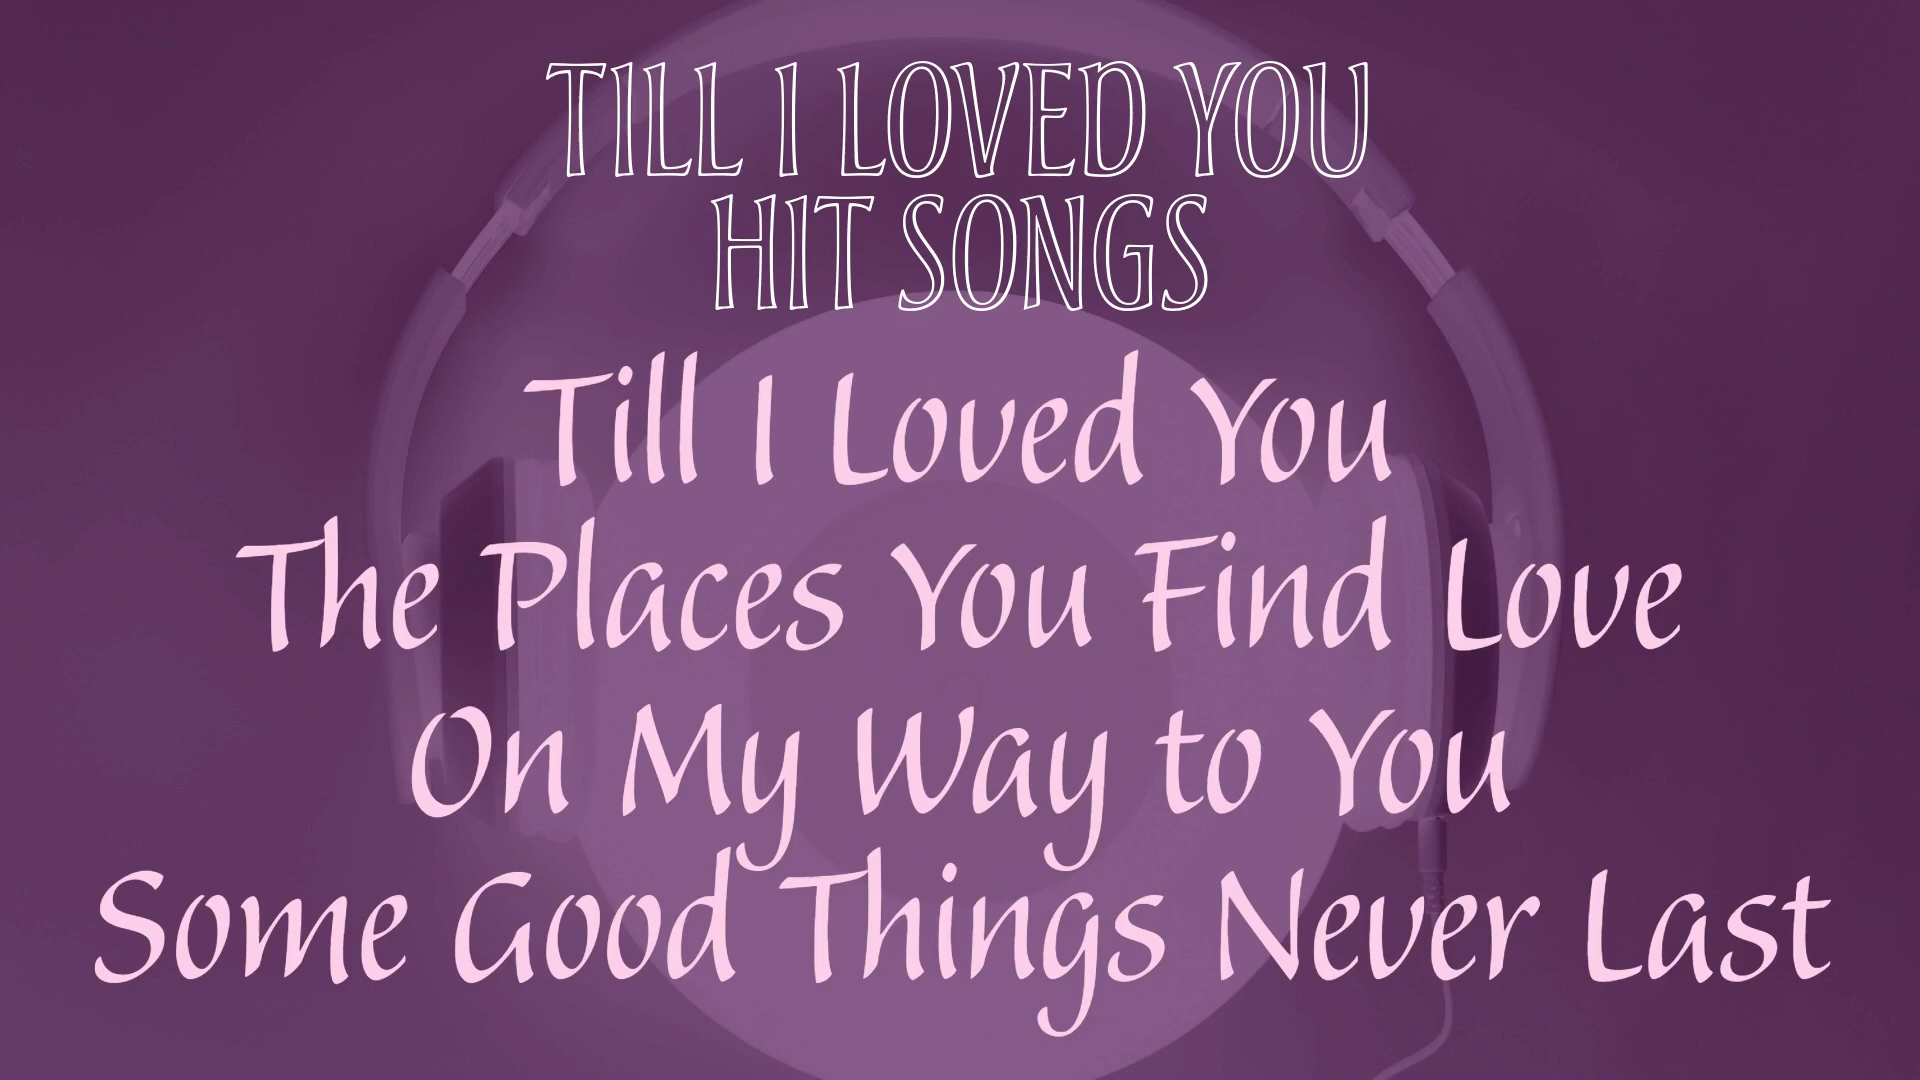 TILL I LOVED YOU
HIT SONGS
Till I Loved You
The Places You Find Love
On My Way to You
Some Good Things Never Last